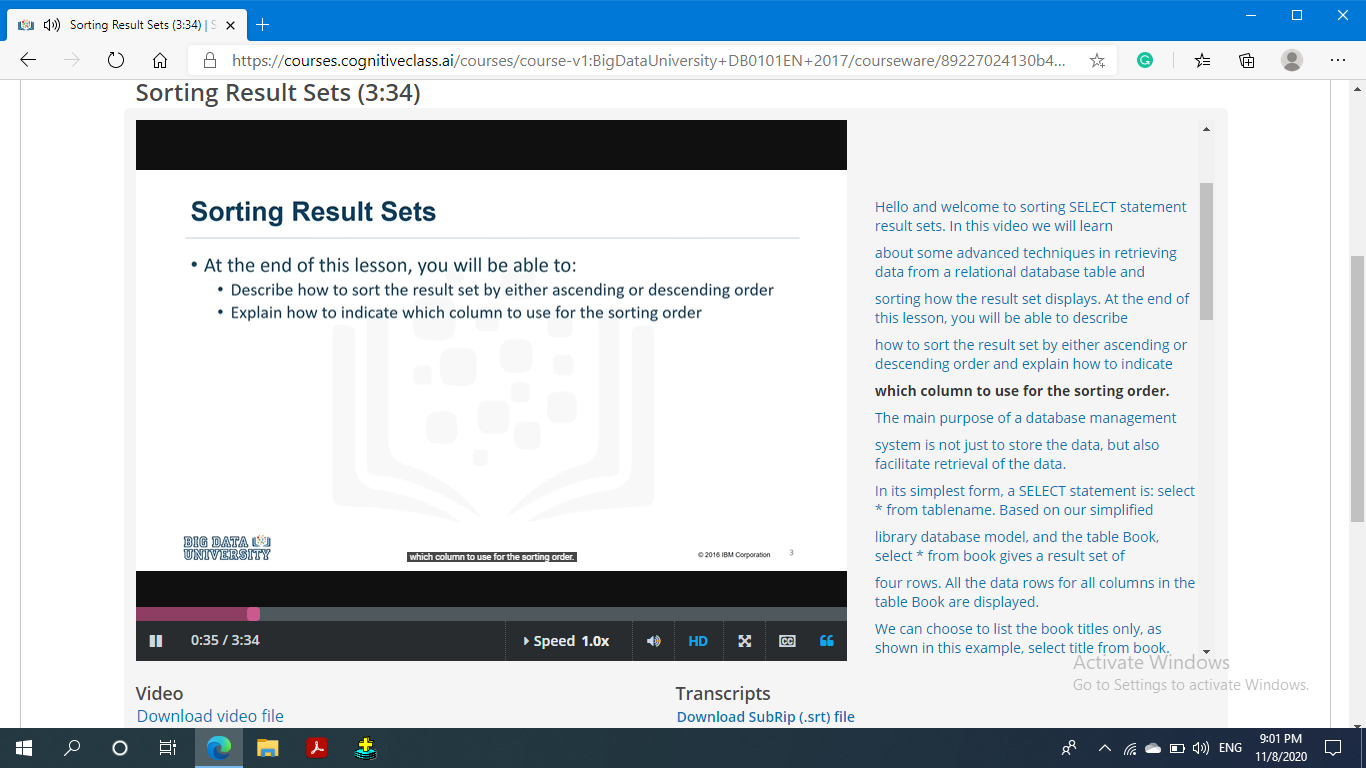 Sorting Result Sets (3:34) | S
https://courses.cognitiveclass.ai/courses/course-v1:BigDataUniversity+DB0101EN+2017/courseware/89227024130b4...
Sorting Result Sets (3:34)
Sorting Result Sets
• At the end of this lesson, you will be able to:
• Describe how to sort the result set by either ascending or descending order
• Explain how to indicate which column to use for the sorting order
BIG DATA
UNIVERSITY
which column to use for the sorting order.
© 2016 IBM Corporation
3
0:35 / 3:34
Speed 1.0x
HD
CC
Hello and welcome to sorting SELECT statement
result sets. In this video we will learn
about some advanced techniques in retrieving
data from a relational database table and
sorting how the result set displays. At the end of
this lesson, you will be able to describe
how to sort the result set by either ascending or
descending order and explain how to indicate
which column to use for the sorting order.
The main purpose of a database management
system is not just to store the data, but also
facilitate retrieval of the data.
In its simplest form, a SELECT statement is: select
* from tablename. Based on our simplified
library database model, and the table Book,
select * from book gives a result set of
four rows. All the data rows for all columns in the
table Book are displayed.
We can choose to list the book titles only, as
shown in this example, select title from book.
Activate Windows
Go to Settings to activate Windows.
Video
Download video file
Transcripts
Download SubRip (.srt) file
ENG
9:01 PM
11/8/2020